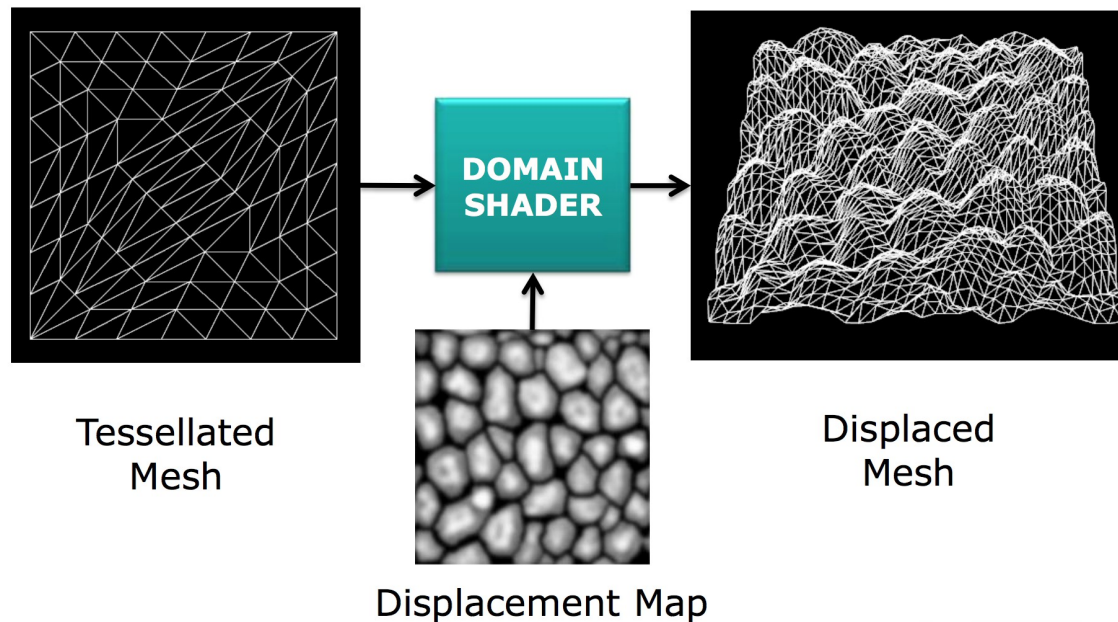 DOMAIN
SHADER
Tessellated
Mesh
Displaced
Mesh
Displacement Map